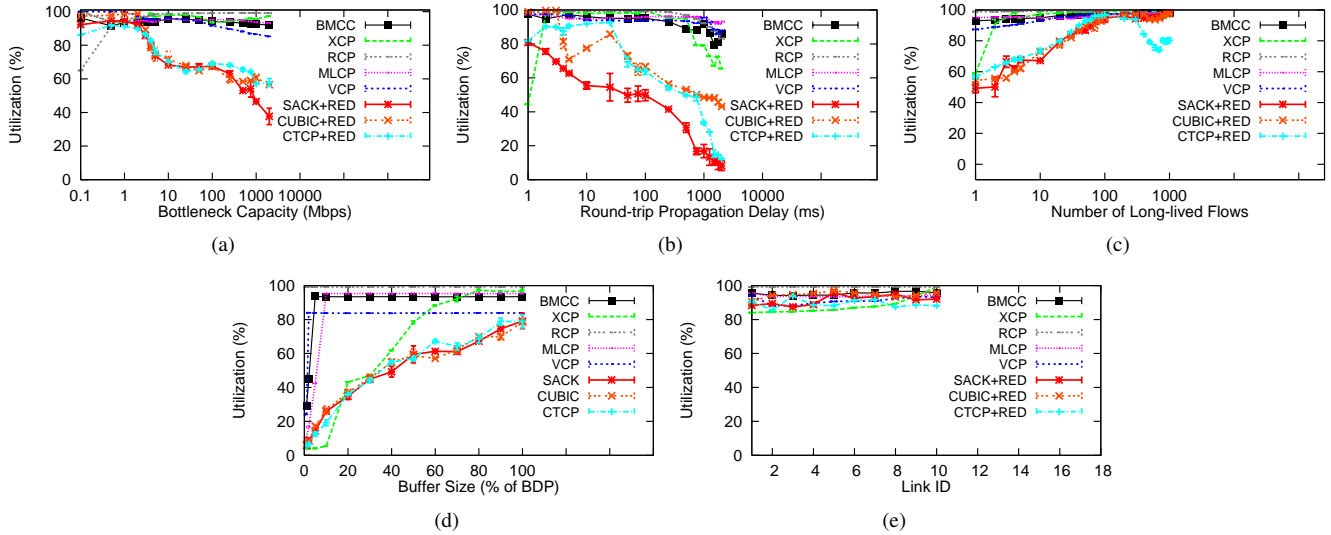 Utilization (%)
100
80
60
40
20
0
0.1 1 10 100 1000 10000
Bottleneck Capacity (Mbps)
BMCC
XCP
RCP
MLCP
VCP
SACK+RED
CUBIC+RED
CTCP+RED
(a)
Utilization (%)
100
80
60
40
20
0
1 10 100 1000 10000
Round-trip Propagation Delay (ms)
BMCC
XCP
RCP
MLCP
VCP
SACK+RED
CUBIC+RED
CTCP+RED
(b)
Utilization (%)
100
80
60
40
20
0
1 10 100 1000
Number of Long-lived Flows
BMCC
XCP
RCP
MLCP
VCP
SACK+RED
CUBIC+RED
CTCP+RED
(c)
Utilization (%)
100
80
60
40
20
0
0 20 40 60 80 100
Buffer Size (% of BDP)
BMCC
XCP
RCP
MLCP
VCP
SACK
CUBIC
CTCP
(d)
Utilization (%)
100
80
60
40
20
0
2 4 6 8 10 12 14 16 18
Link ID
BMCC
XCP
RCP
MLCP
VCP
SACK+RED
CUBIC+RED
CTCP+RED
(e)